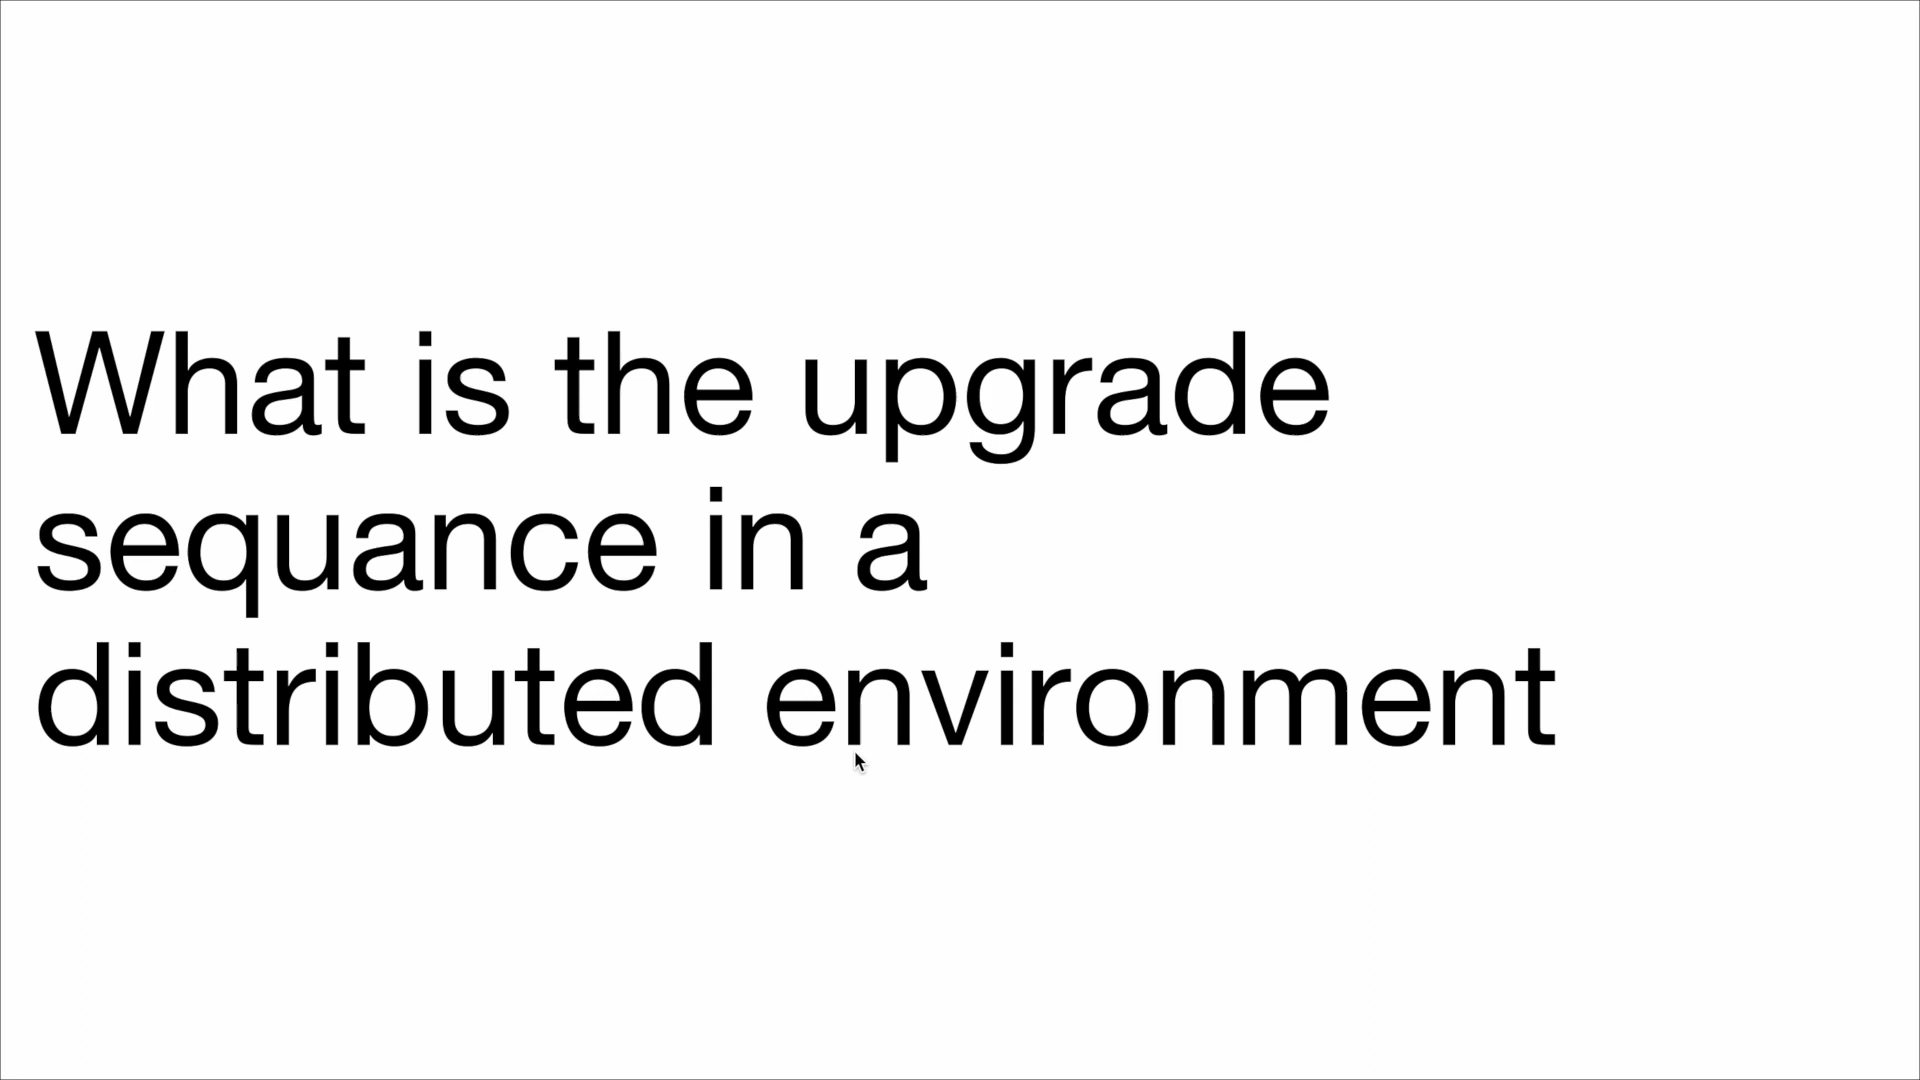 What is the upgrade
sequance in a
distributed environment